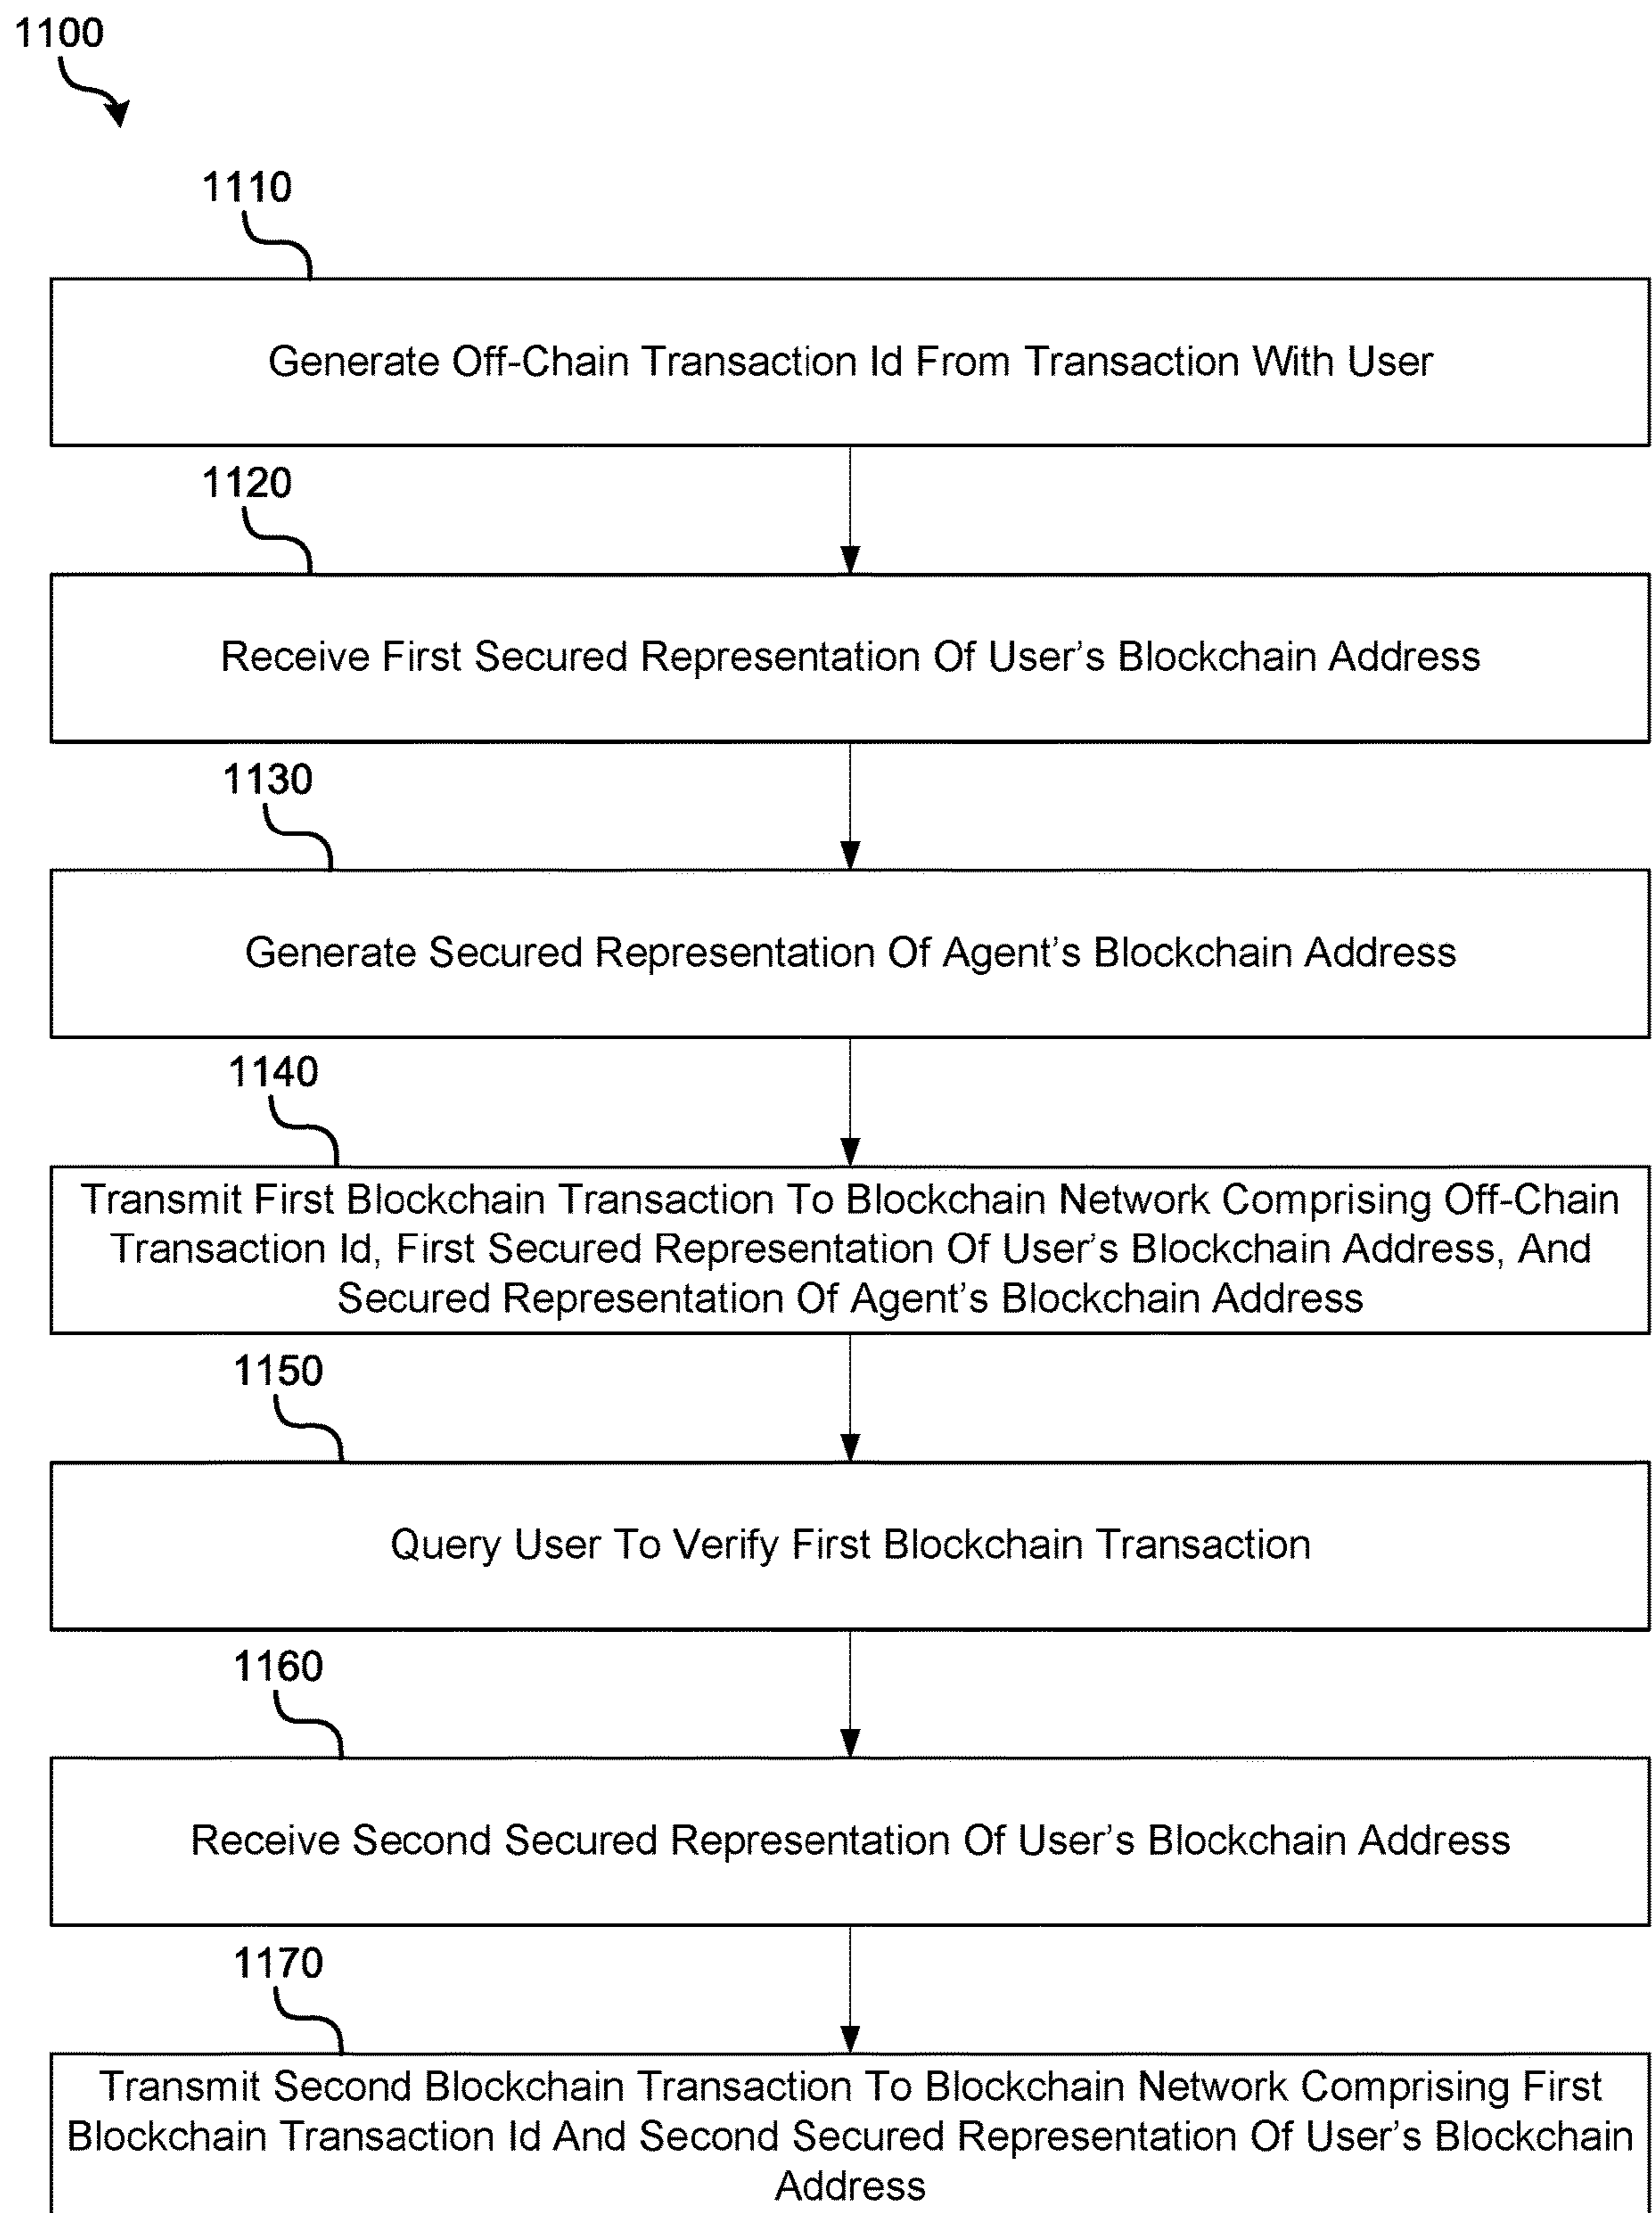 1100
1110
Generate Off-Chain Transaction Id From Transaction With User
1120
Receive First Secured Representation Of User's Blockchain Address
1130
Generate Secured Representation Of Agent's Blockchain Address
1140
Transmit First Blockchain Transaction To Blockchain Network Comprising Off-Chain
Transaction Id, First Secured Representation Of User's Blockchain Address, And
Secured Representation Of Agent's Blockchain Address
1150
Query User To Verify First Blockchain Transaction
1160
Receive Second Secured Representation Of User's Blockchain Address
1170
Transmit Second Blockchain Transaction To Blockchain Network Comprising First
Blockchain Transaction Id And Second Secured Representation Of User's Blockchain
Address